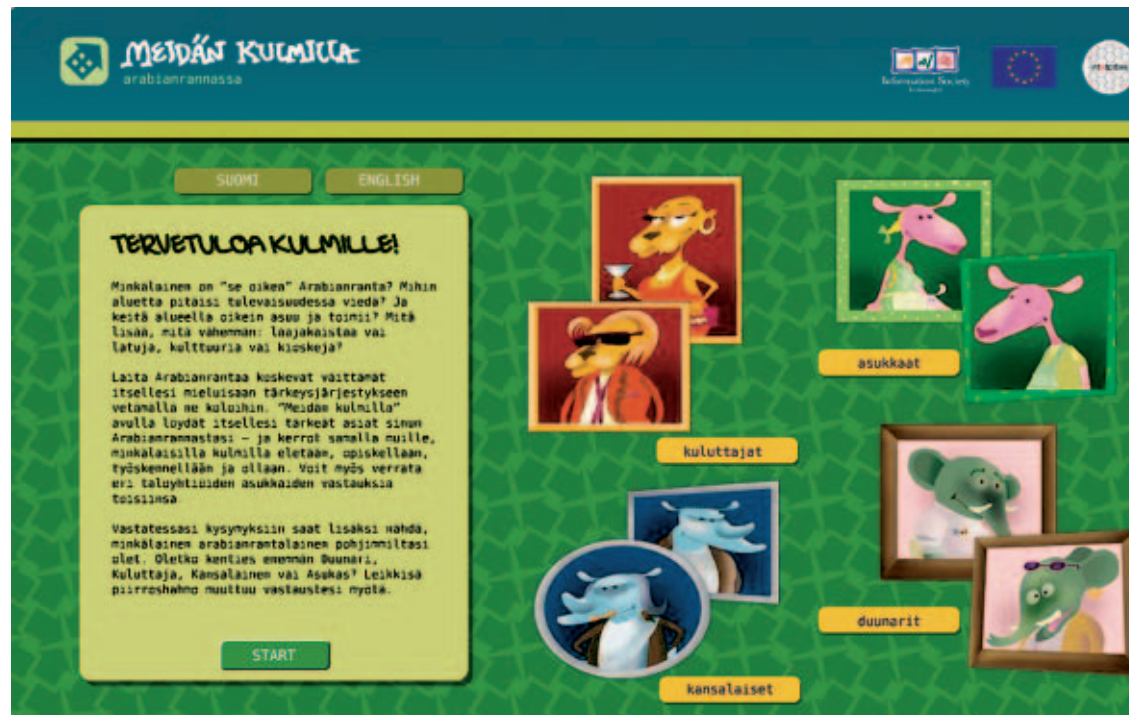 MEIDÄN KULMILLA
arabianrannassa
Information Society
SUOMI
ENGLISH
TERVETULOA KULMILLE!
Minkälainen on "se oikea" Arabianranta? Mihin
aluetta pitäisi tulevaisuudessa viedä? Ja
keitä alueella oikein asuu ja toimii? Mitä
lisää, mitä vähemmän: laajakaistaa vai
latuja, kulttuuria vai kioskeja?
Laita Arabianrantaa koskevat väittämät
itsellesi mieluisaan tärkeysjärjestykseen
vetämällä ne koloihin. "Meidän kulmilla"
avulla löydät itsellesi tärkeät asiat sinun
Arabianrannastasi – ja kerrot samalla muille,
minkälaisilla kulmilla eletään, opiskellaan,
työskennellään ja ollaan. Voit myös verrata
eri taloyhtiöiden asukkaiden vastauksia
toisiinsa
Vastatessasi kysymyksiin saat lisäksi nähdä,
minkälainen arabianrantalainen pohjimmiltasi
olet. Oletko kenties enemmän Duunari,
Kuluttaja, Kansalainen vai Asukas? Leikkisä
piirroshahmo muuttuu vastaustesi myötä.
START
asukkaat
kuluttajat
duunarit
kansalaiset